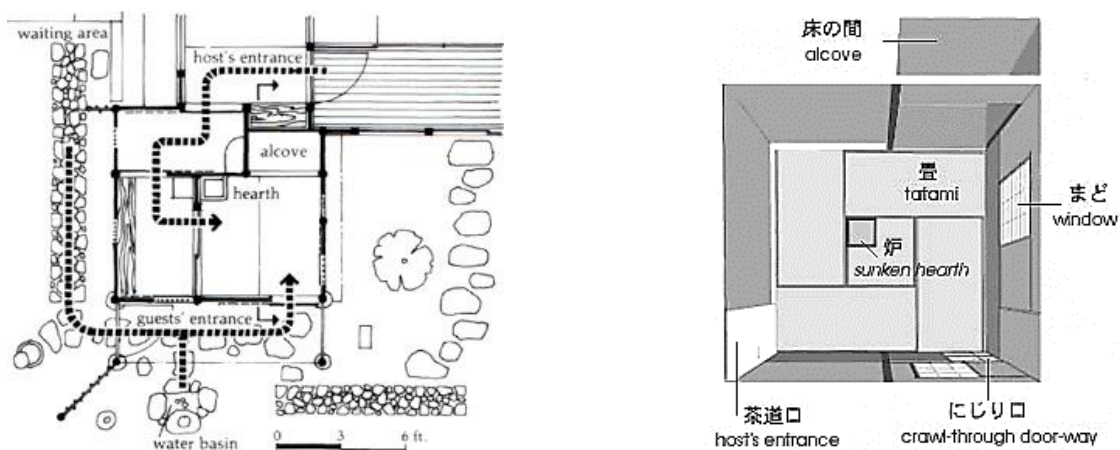 waiting area
host's entrance
alcove
hearth
guests' entrance
water basin
0 3 6 ft.
床の間
alcove
畳
tatami
まど
window
炉
sunken hearth
茶道口
host's entrance
にじり口
crawl-through door-way